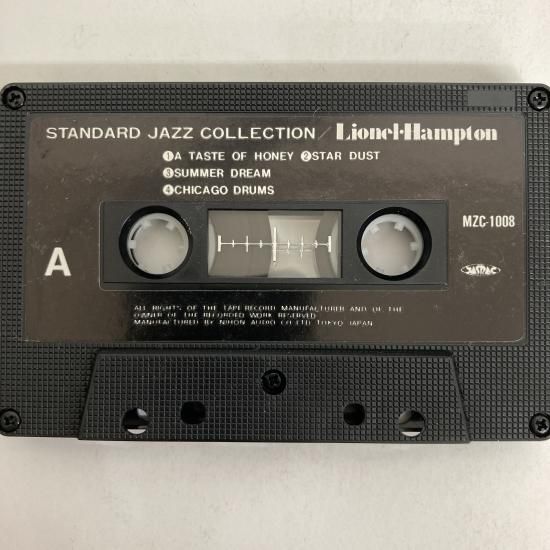 STANDARD JAZZ COLLECTION / Lionel·Hampton
❶A TASTE OF HONEY ❷STAR DUST
❸SUMMER DREAM
❹CHICAGO DRUMS
MZC-1008
A
JASRAC
ALL RIGHTS OF THE TAPE RECORD MANUFACTURER AND OF THE
OWNER OF THE RECORDED WORK RESERVED
MANUFACTURED BY NIHON AUDIO CO.LTD TOKYO JAPAN